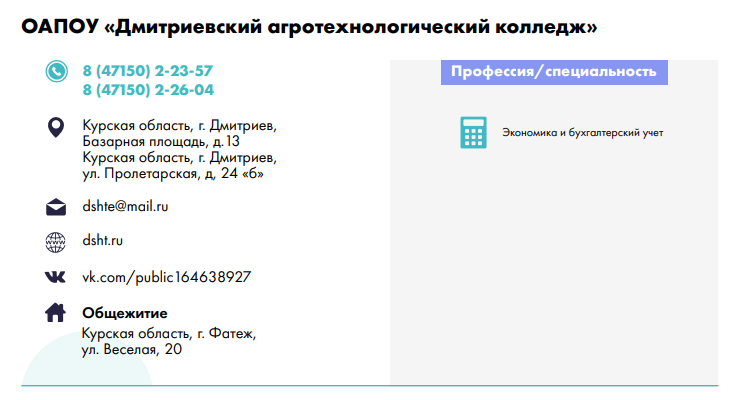 ОАПОУ «Дмитриевский агротехнологический колледж»
8 (47150) 2-23-57
8 (47150) 2-26-04
Курская область, г. Дмитриев,
Базарная площадь, д.13
Курская область, г. Дмитриев,
ул. Пролетарская, д, 24 «б»
dshte@mail.ru
www
dsht.ru
vk.com/public164638927
Общежитие
Курская область, г. Фатеж,
ул. Веселая, 20
Профессия/специальность
Экономика и бухгалтерский учет